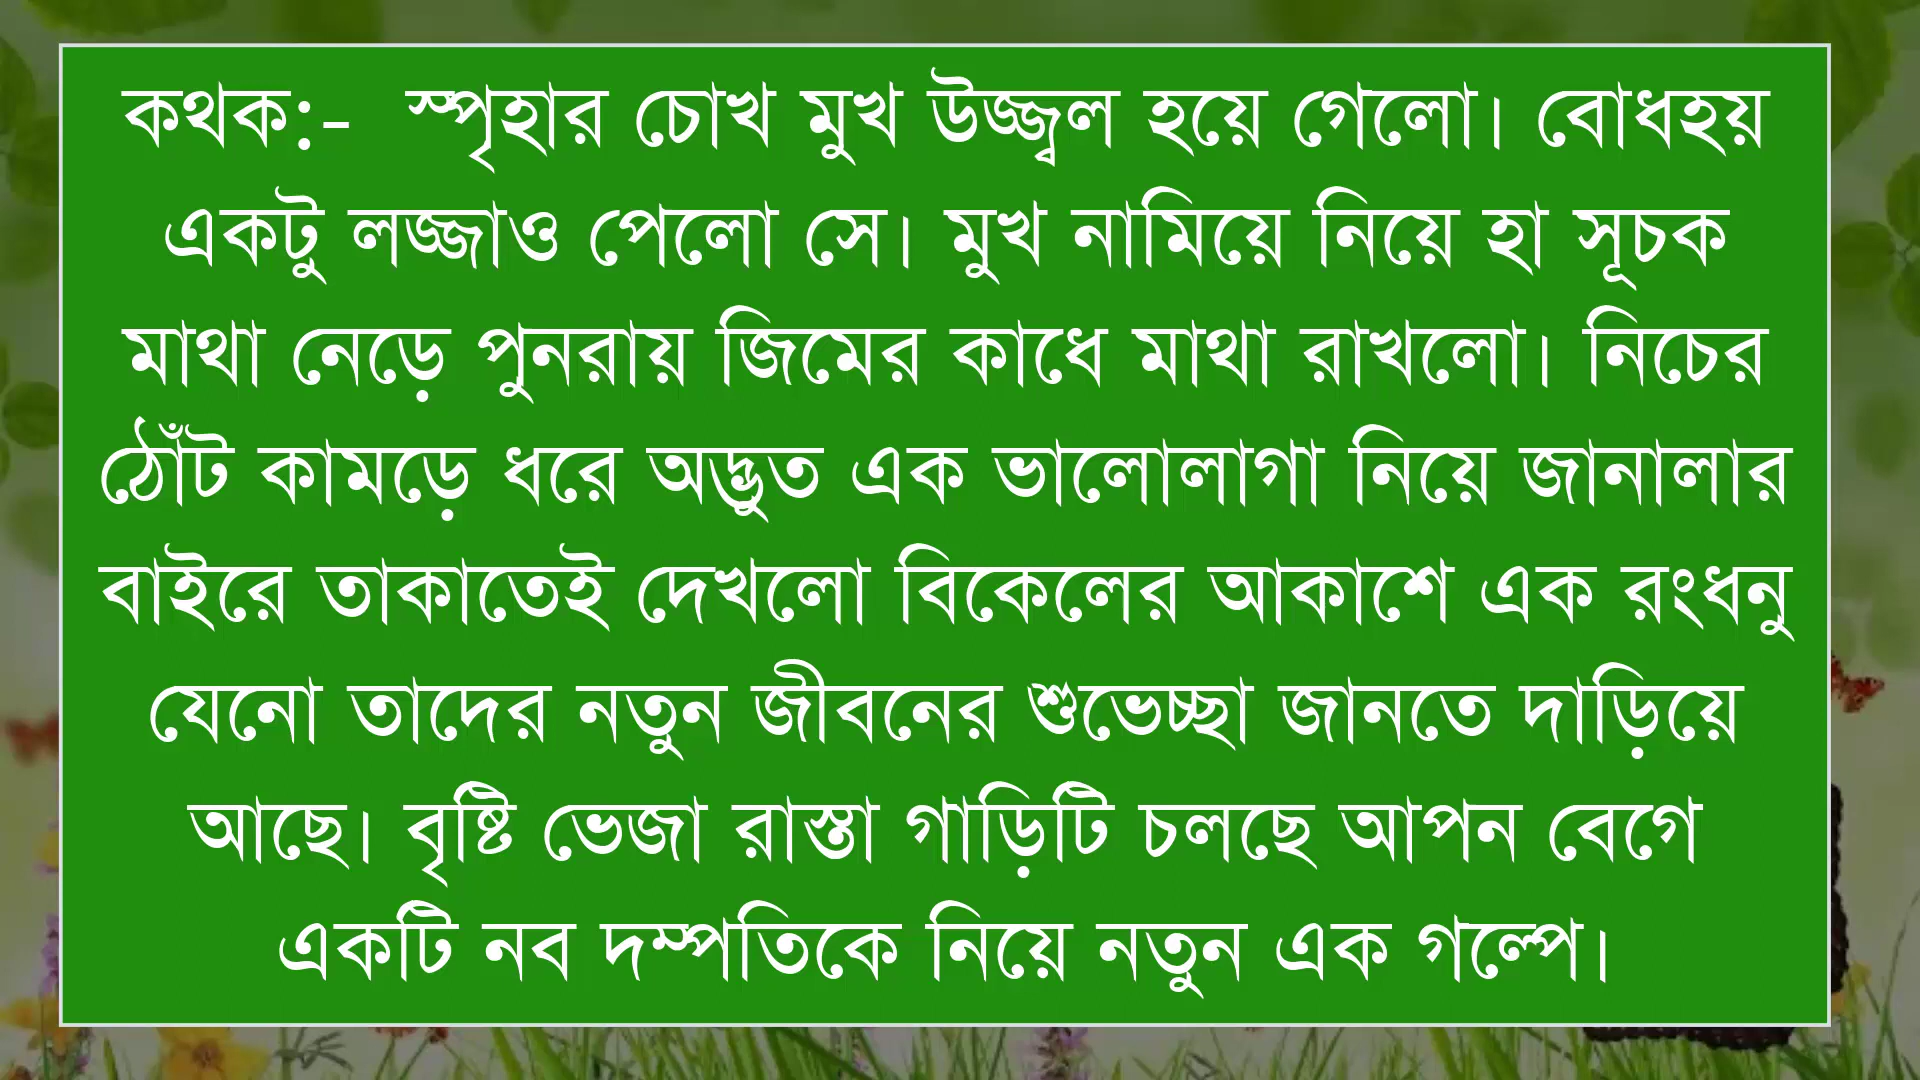 কথক:- স্পৃহার চোখ মুখ উজ্জ্বল হয়ে গেলো। বোধহয়
একটু লজ্জাও পেলো সে। মুখ নামিয়ে নিয়ে হা সূচক
মাথা নেড়ে পুনরায় জিমের কাধে মাথা রাখলো। নিচের
ঠোঁট কামড়ে ধরে অদ্ভুত এক ভালোলাগা নিয়ে জানালার
বাইরে তাকাতেই দেখলো বিকেলের আকাশে এক রংধনু
যেনো তাদের নতুন জীবনের শুভেচ্ছা জানতে দাড়িয়ে
আছে। বৃষ্টি ভেজা রাস্তা গাড়িটি চলছে আপন বেগে
একটি নব দম্পতিকে নিয়ে নতুন এক গল্পে।